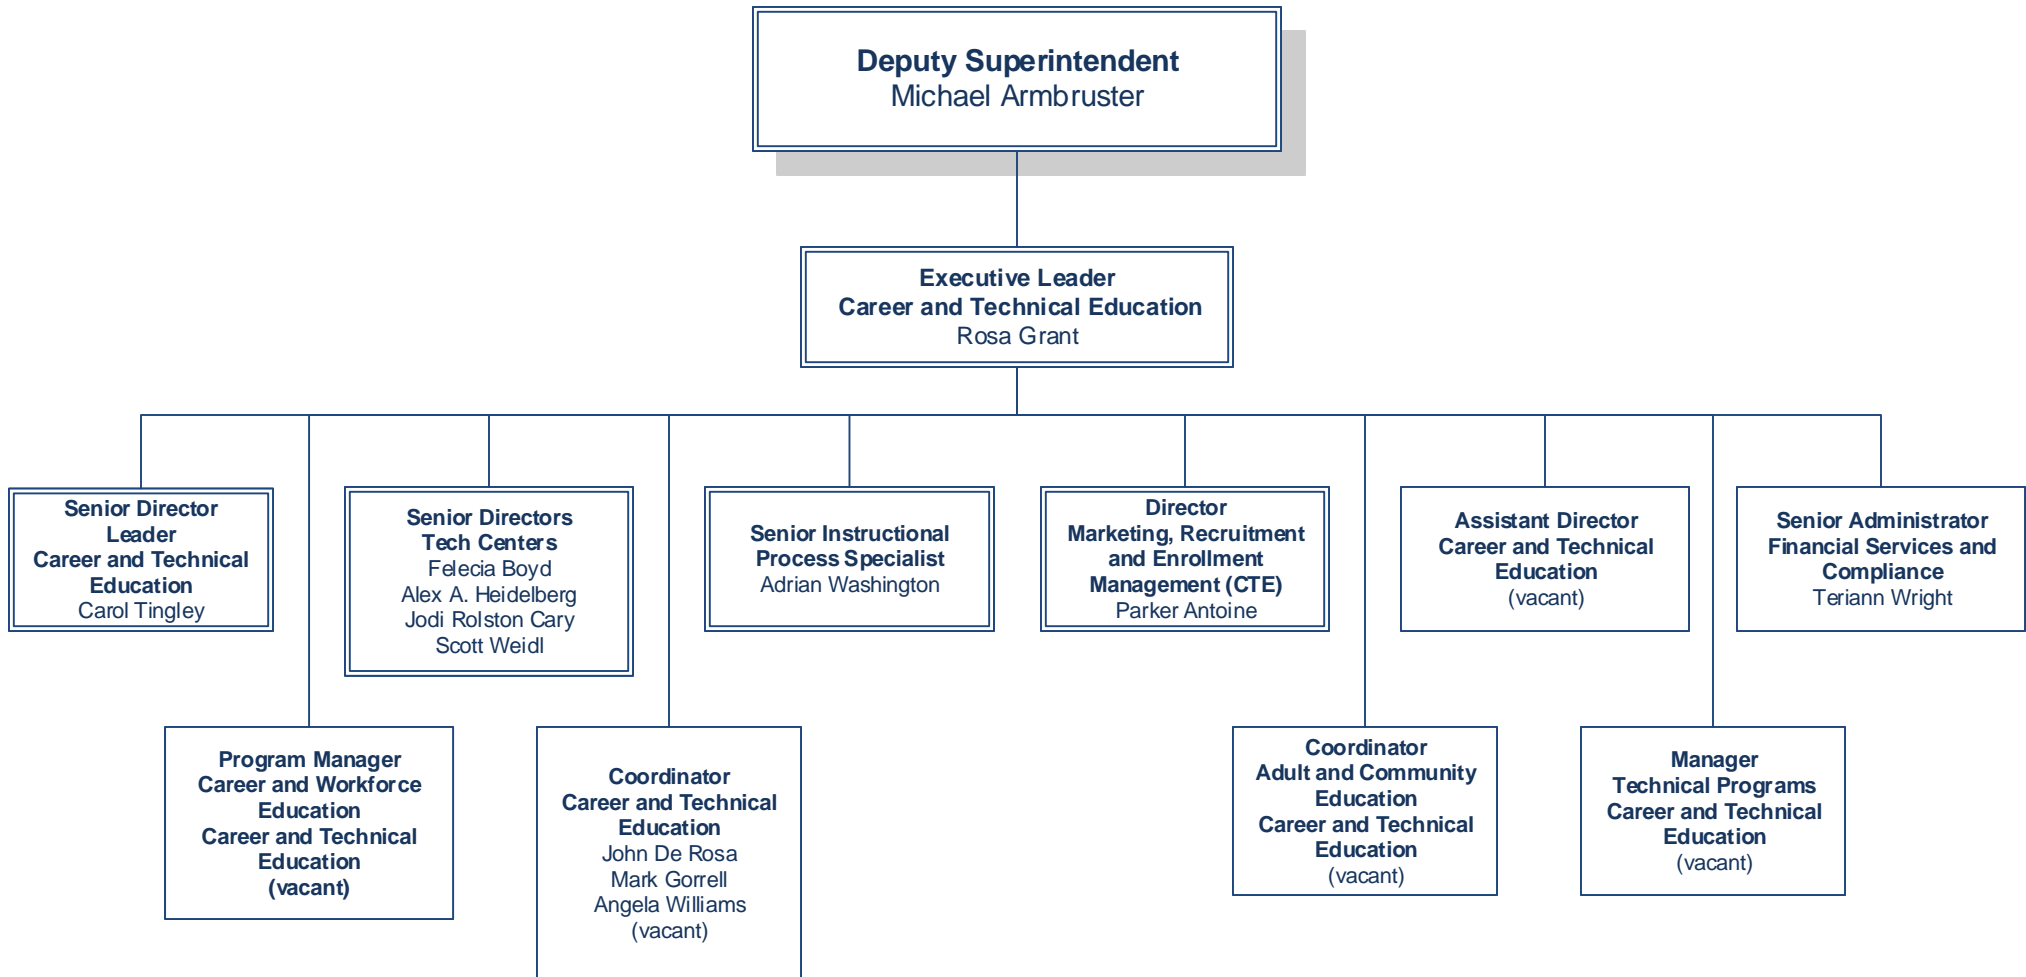 Deputy Superintendent
Michael Armbruster
Executive Leader
Career and Technical Education
Rosa Grant
Senior Director
Leader
Career and Technical
Education
Carol Tingley
Senior Directors
Tech Centers
Felecia Boyd
Alex A. Heidelberg
Jodi Rolston Cary
Scott Weidl
Senior Instructional
Process Specialist
Adrian Washington
Director
Marketing, Recruitment
and Enrollment
Management (CTE)
Parker Antoine
Assistant Director
Career and Technical
Education
(vacant)
Senior Administrator
Financial Services and
Compliance
Teriann Wright
Program Manager
Career and Workforce
Education
Career and Technical
Education
(vacant)
Coordinator
Career and Technical
Education
John De Rosa
Mark Gorrell
Angela Williams
(vacant)
Coordinator
Adult and Community
Education
Career and Technical
Education
(vacant)
Manager
Technical Programs
Career and Technical
Education
(vacant)